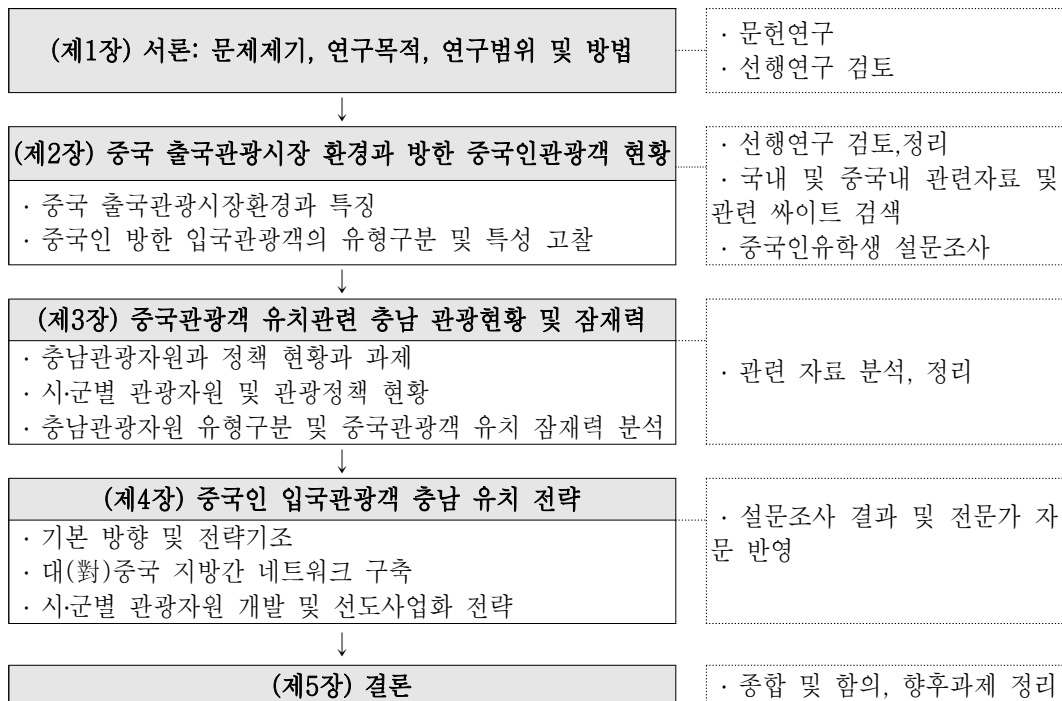 (제1장) 서론: 문제제기, 연구목적, 연구범위 및 방법
· 문헌연구
· 선행연구 검토
↓
(제2장) 중국 출국관광시장 환경과 방한 중국인관광객 현황
· 중국 출국관광시장환경과 특징
· 중국인 방한 입국관광객의 유형구분 및 특성 고찰
· 선행연구 검토,정리
· 국내 및 중국내 관련자료 및
관련 싸이트 검색
· 중국인유학생 설문조사
↓
(제3장) 중국관광객 유치관련 충남 관광현황 및 잠재력
· 충남관광자원과 정책 현황과 과제
· 시·군별 관광자원 및 관광정책 현황
· 충남관광자원 유형구분 및 중국관광객 유치 잠재력 분석
· 관련 자료 분석, 정리
↓
(제4장) 중국인 입국관광객 충남 유치 전략
· 기본 방향 및 전략기조
· 대(對)중국 지방간 네트워크 구축
· 시·군별 관광자원 개발 및 선도사업화 전략
· 설문조사 결과 및 전문가 자
문 반영
↓
(제5장) 결론
· 종합 및 함의, 향후과제 정리